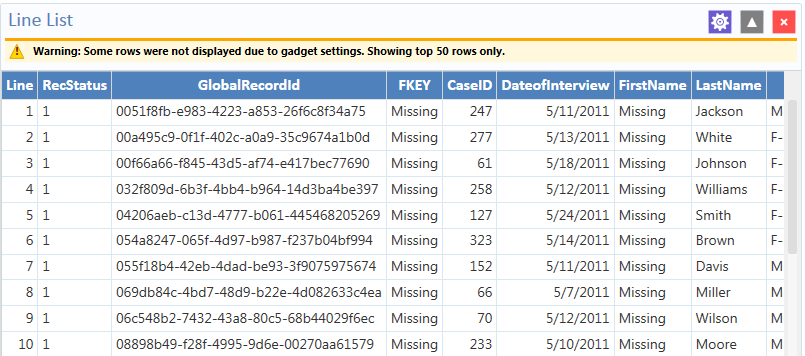 Line List
Warning: Some rows were not displayed due to gadget settings. Showing top 50 rows only.
Line RecStatus GlobalRecordId FKEY CaseID DateofInterview FirstName LastName
1 1 0051f8fb-e983-4223-a853-26f6c8f34a75 Missing 247 5/11/2011 Missing Jackson M
2 1 00a495c9-0f1f-402c-a0a9-35c9674a1b0d Missing 277 5/13/2011 Missing White F-
3 1 00f66a66-f845-43d5-af74-e417bec77690 Missing 61 5/18/2011 Missing Johnson F-
4 1 032f809d-6b3f-4bb4-b964-14d3ba4be397 Missing 258 5/12/2011 Missing Williams F-
5 1 04206aeb-c13d-4777-b061-445468205269 Missing 127 5/24/2011 Missing Smith F-
6 1 054a8247-065f-4d97-b987-f237b04bf994 Missing 323 5/14/2011 Missing Brown F-
7 1 055f18b4-42eb-4dad-be93-3f9075975674 Missing 152 5/11/2011 Missing Davis M
8 1 069db84c-4bd7-48d9-b22e-4d082633c4ea Missing 66 5/7/2011 Missing Miller M
9 1 06c548b2-7432-43a8-80c5-68b44029f6ec Missing 70 5/12/2011 Missing Wilson M
10 1 08898b49-f28f-4995-9d6e-00270aa61579 Missing 233 5/10/2011 Missing Moore M